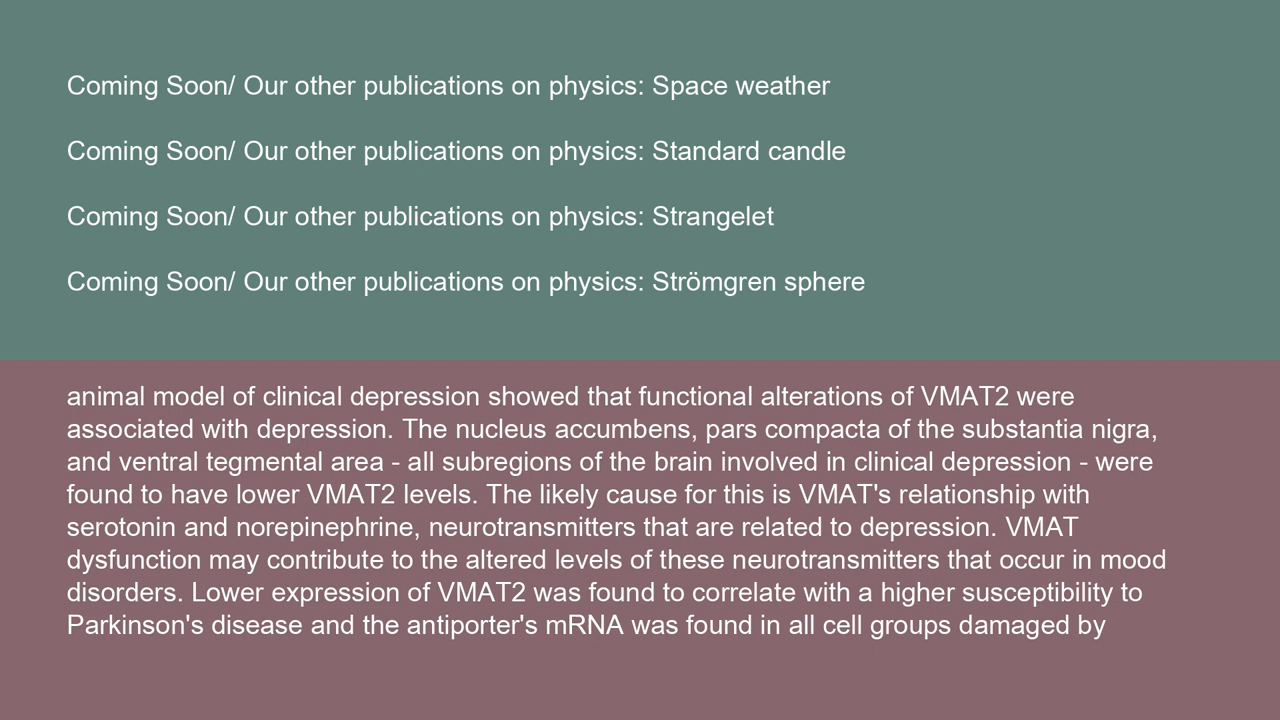 Coming Soon/ Our other publications on physics: Space weather
Coming Soon/ Our other publications on physics: Standard candle
Coming Soon/ Our other publications on physics: Strangelet
Coming Soon/ Our other publications on physics: Strömgren sphere
animal model of clinical depression showed that functional alterations of VMAT2 were
associated with depression. The nucleus accumbens, pars compacta of the substantia nigra,
and ventral tegmental area - all subregions of the brain involved in clinical depression - were
found to have lower VMAT2 levels. The likely cause for this is VMAT's relationship with
serotonin and norepinephrine, neurotransmitters that are related to depression. VMAT
dysfunction may contribute to the altered levels of these neurotransmitters that occur in mood
disorders. Lower expression of VMAT2 was found to correlate with a higher susceptibility to
Parkinson's disease and the antiporter's mRNA was found in all cell groups damaged by